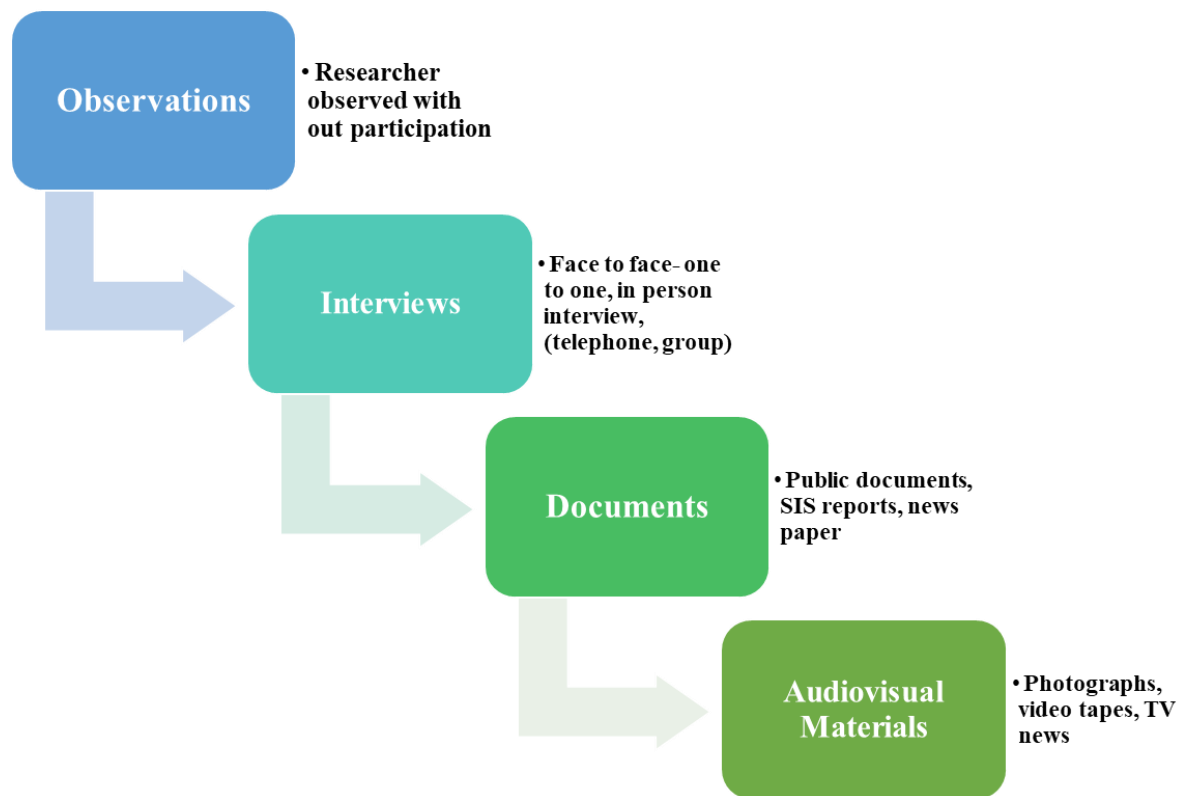 Observations
• Researcher
observed with
out participation
Interviews
• Face to face- one
to one, in person
interview,
(telephone, group)
Documents
• Public documents,
SIS reports, news
paper
Audiovisual
Materials
• Photographs,
video tapes, TV
news